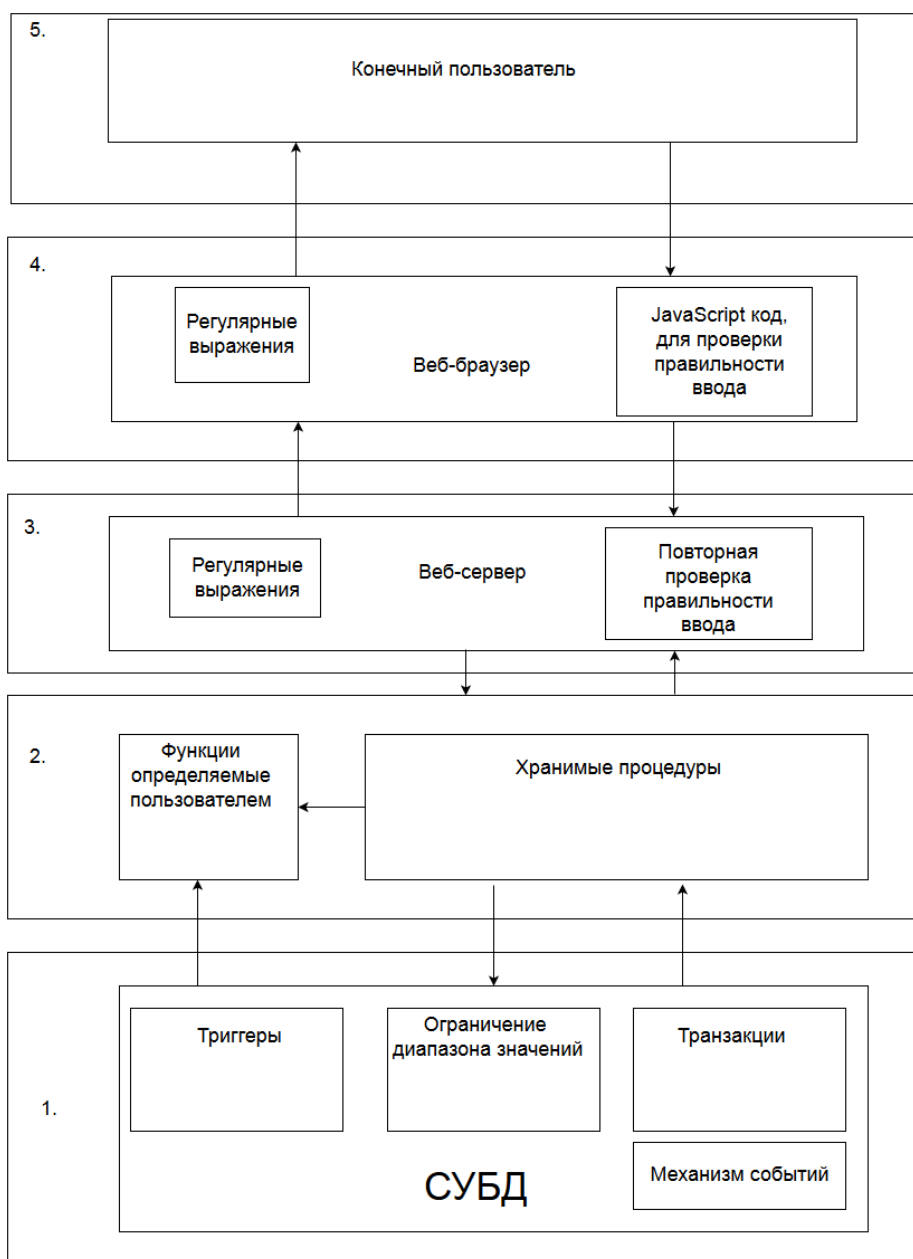 5.
Конечный пользователь
4.
Регулярные
выражения
Веб-браузер
JavaScript код,
для проверки
правильности
ввода
3.
Регулярные
выражения
Веб-сервер
Повторная
проверка
правильности
ввода
2.
Функции
определяемые
пользователем
Хранимые процедуры
1.
Триггеры
Ограничение
диапазона значений
Транзакции
Механизм событий
СУБД